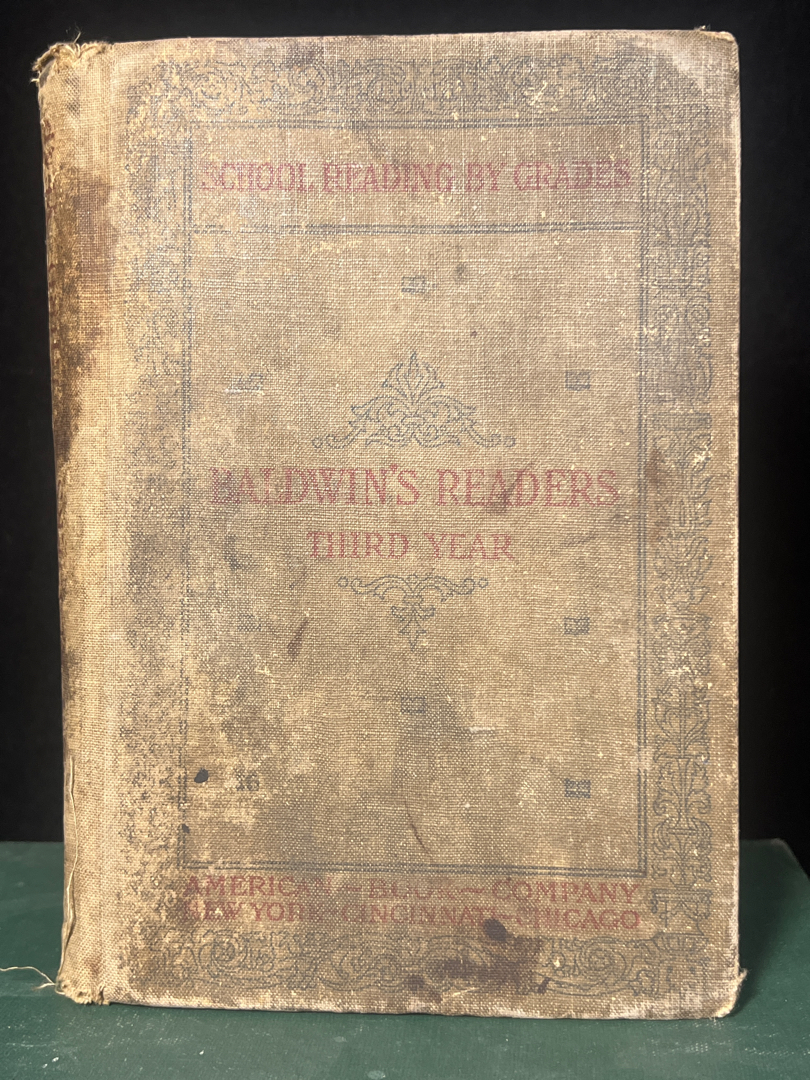 SCHOOL READING BY GRADES
BALDWIN'S READERS
THIRD YEAR
AMERICAN~BOOK~COMPANY
NEW YORK~CINCINNATI~CHICAGO